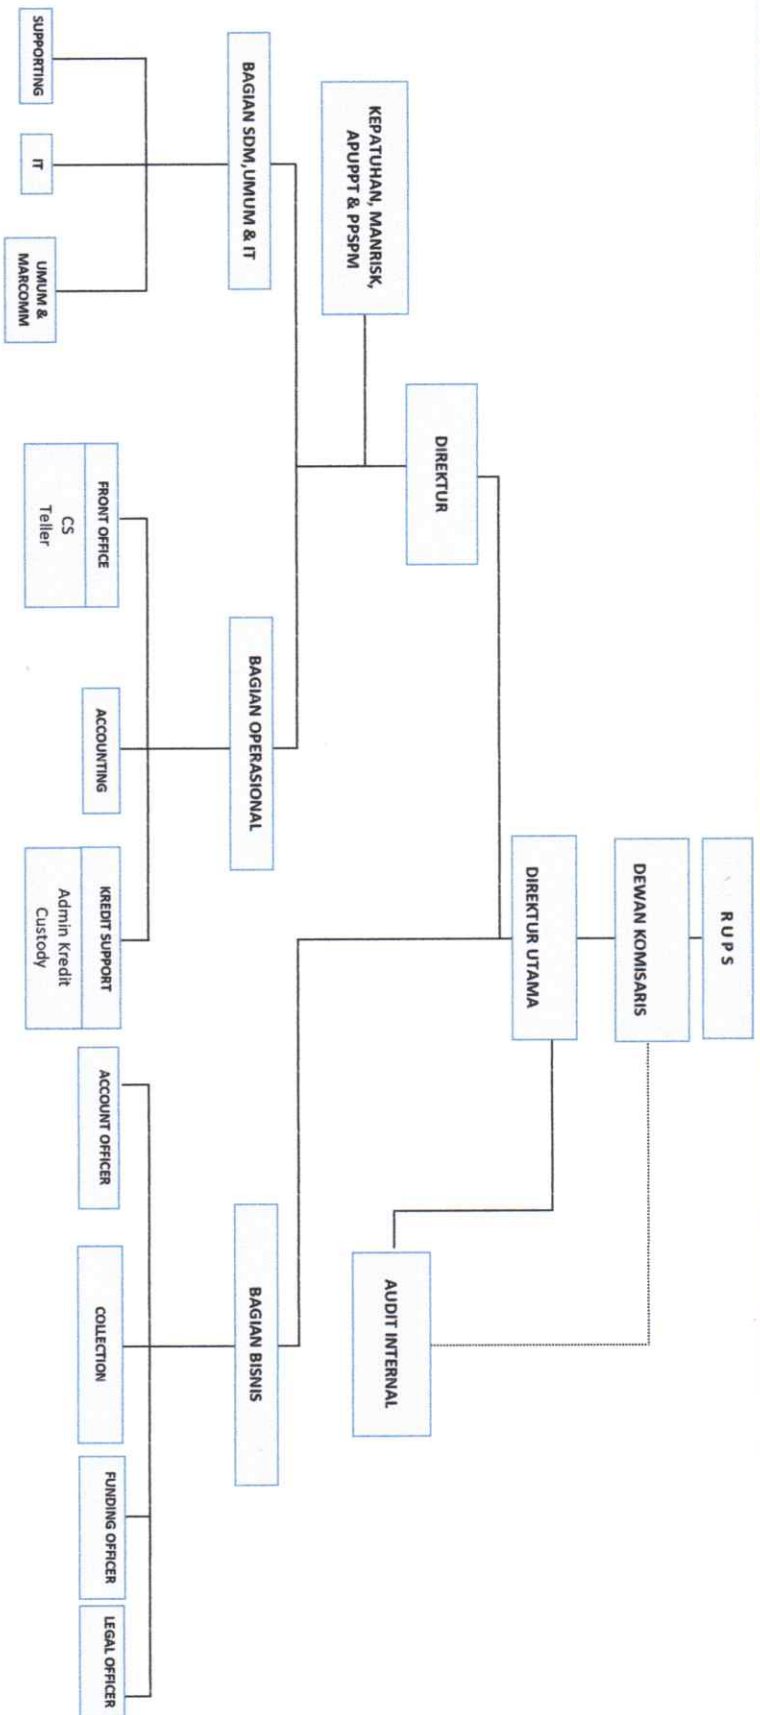 R U P S
DEWAN KOMISARIS
DIREKTUR UTAMA
AUDIT INTERNAL
DIREKTUR
KEPATUHAN, MANRISK,
APUPPT & PPSPM
BAGIAN SDM,UMUM & IT
BAGIAN OPERASIONAL
BAGIAN BISNIS
SUPPORTING
IT
UMUM &
MARCOMM
FRONT OFFICE
CS
Teller
ACCOUNTING
KREDIT SUPPORT
Admin Kredit
Custody
ACCOUNT OFFICER
COLLECTION
FUNDING OFFICER
LEGAL OFFICER